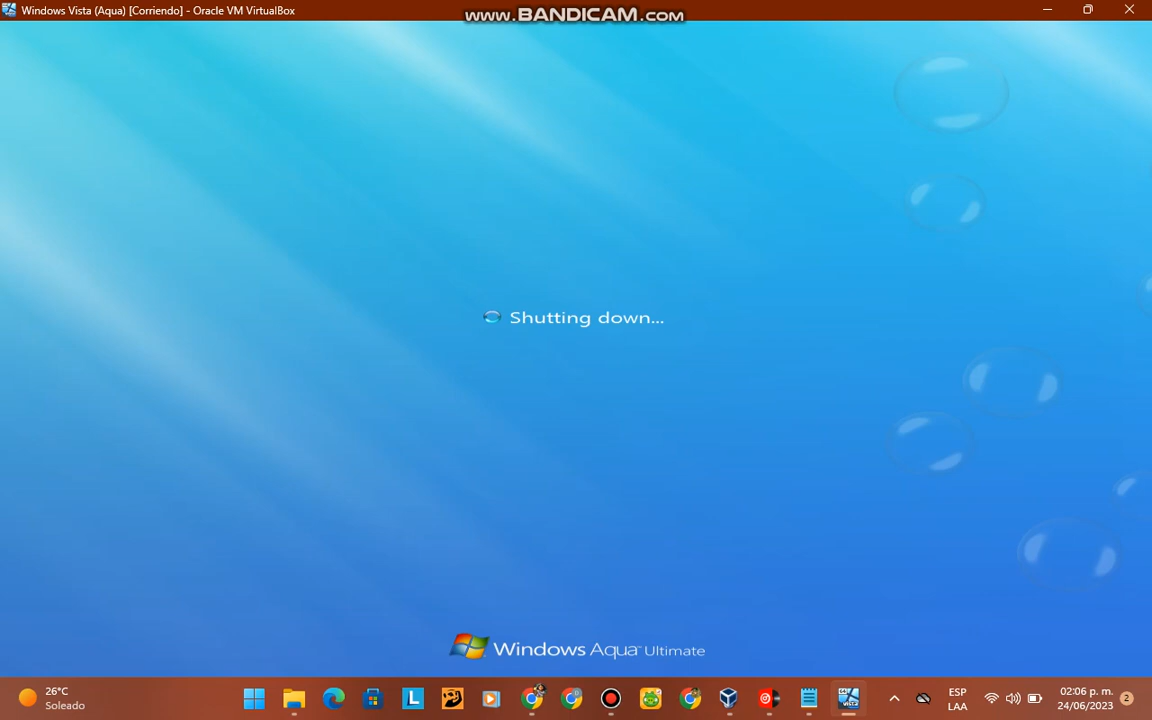 Windows Vista (Aqua) [Corriendo] - Oracle VM VirtualBox
www.BANDICAM.com
Shutting down...
Windows Aqua™ Ultimate
26°C
Soleado
ESP
LAA
02:06 p. m.
24/06/2023
2